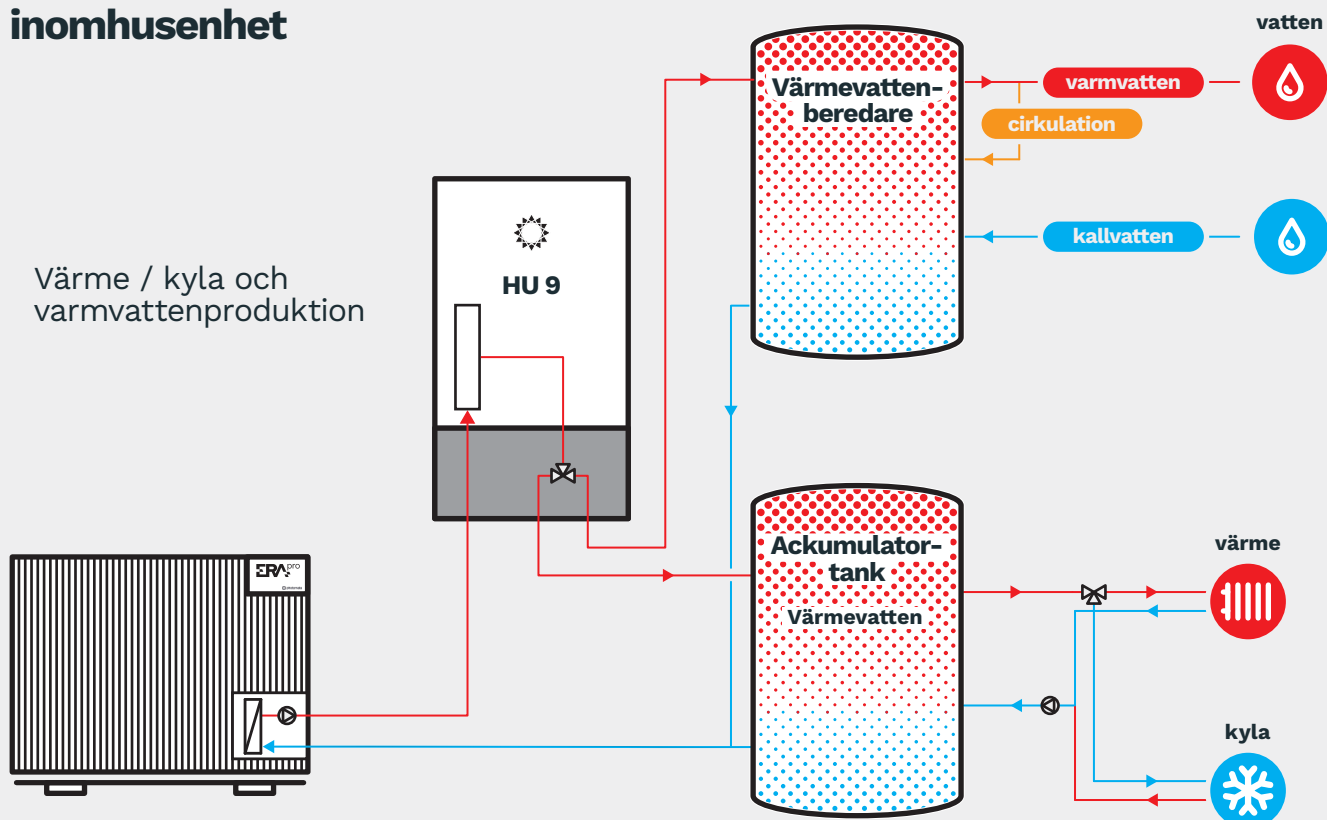 inomhusenhet
vatten
Värmevatten-
beredare
varmvatten
cirkulation
kallvatten
Värme / kyla och
varmvattenproduktion
HU 9
ERA pro
Ackumulator-
tank
Värmevatten
värme
kyla